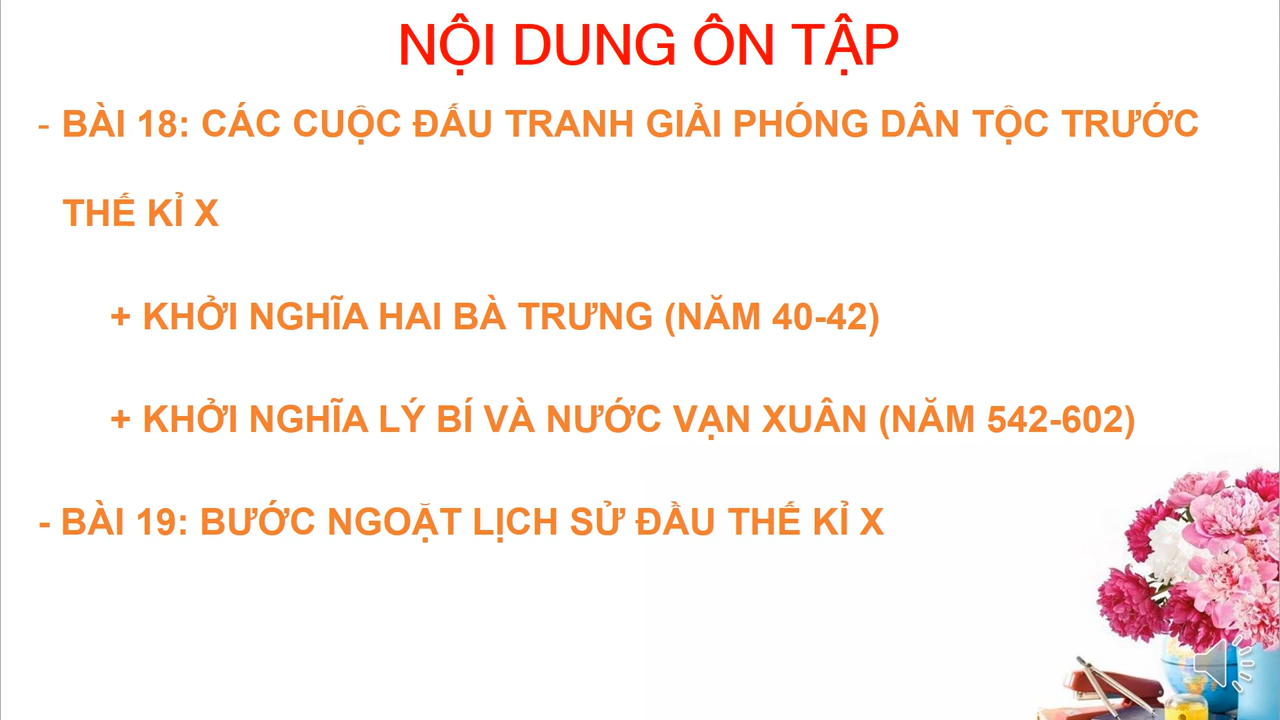 NỘI DUNG ÔN TẬP
- BÀI 18: CÁC CUỘC ĐẤU TRANH GIẢI PHÓNG DÂN TỘC TRƯỚC
THẾ KỈ X
+ KHỞI NGHĨA HAI BÀ TRƯNG (NĂM 40-42)
+ KHỞI NGHĨA LÝ BÍ VÀ NƯỚC VẠN XUÂN (NĂM 542-602)
- BÀI 19: BƯỚC NGOẶT LỊCH SỬ ĐẦU THẾ KỈ X